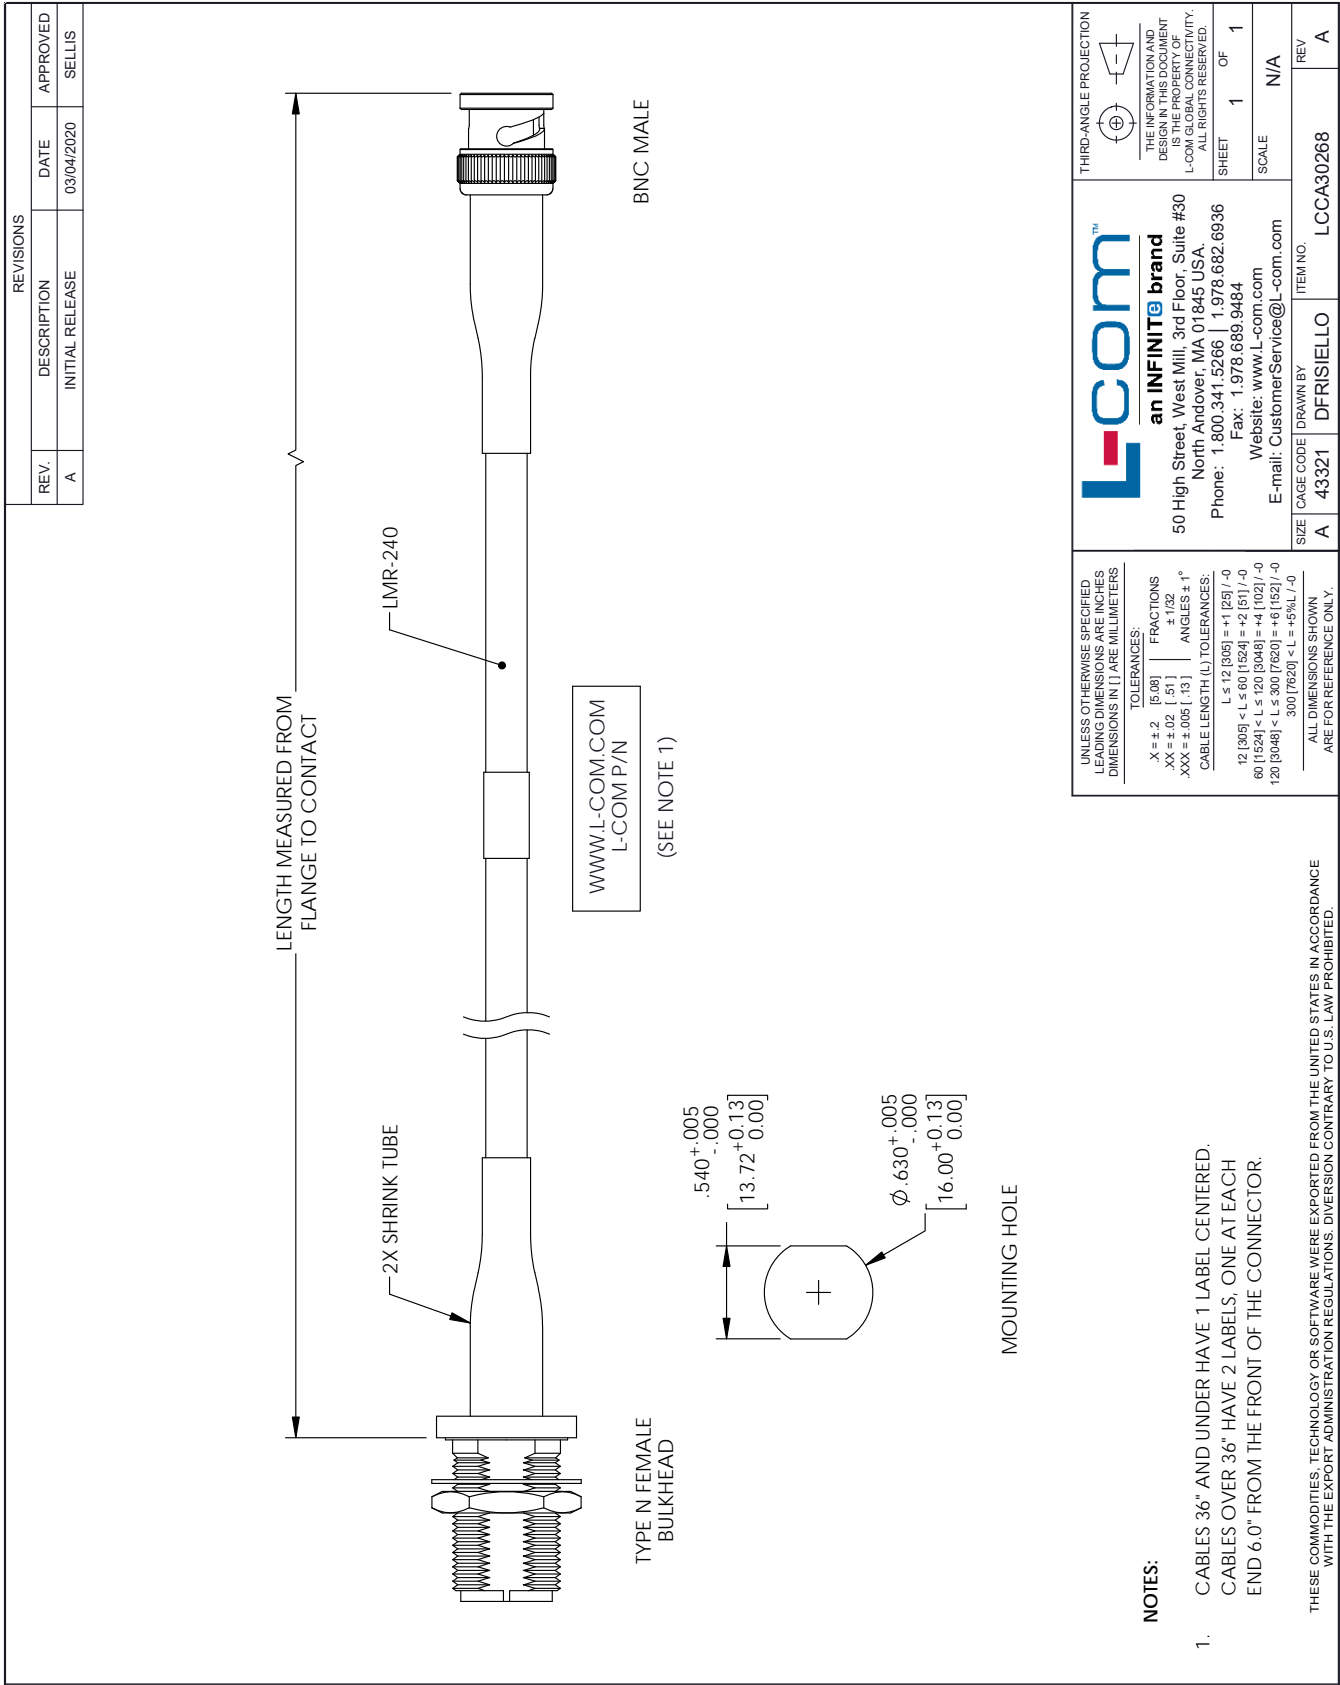 REVISIONS
REV.
DESCRIPTION
DATE
APPROVED
A
INITIAL RELEASE
03/04/2020
SELLIS
LENGTH MEASURED FROM
FLANGE TO CONTACT
2X SHRINK TUBE
LMR-240
TYPE N FEMALE
BULKHEAD
WWW.L-COM.COM
L-COM P/N
(SEE NOTE 1)
BNC MALE
.540 +.005
-.000
[13.72 +0.13
0.00]
Ø.630 +.005
-.000
[16.00 +0.13
0.00]
MOUNTING HOLE
NOTES:
1. CABLES 36" AND UNDER HAVE 1 LABEL CENTERED.
CABLES OVER 36" HAVE 2 LABELS, ONE AT EACH
END 6.0" FROM THE FRONT OF THE CONNECTOR.
THESE COMMODITIES, TECHNOLOGY OR SOFTWARE WERE EXPORTED FROM THE UNITED STATES IN ACCORDANCE
WITH THE EXPORT ADMINISTRATION REGULATIONS. DIVERSION CONTRARY TO U.S. LAW PROHIBITED.
UNLESS OTHERWISE SPECIFIED
LEADING DIMENSIONS ARE INCHES
DIMENSIONS IN [ ] ARE MILLIMETERS
TOLERANCES:
.X = ±.2 [5.08] FRACTIONS
.XX = ±.02 [.51] ± 1/32
.XXX = ±.005 [.13] ANGLES ± 1°
CABLE LENGTH (L) TOLERANCES:
L ≤ 12 [305] = +1 [25] / -0
12 [305] < L ≤ 60 [1524] = +2 [51] / -0
60 [1524] < L ≤ 120 [3048] = +4 [102] / -0
120 [3048] < L ≤ 300 [7620] = +6 [152] / -0
300 [7620] < L = +5%L / -0
ALL DIMENSIONS SHOWN
ARE FOR REFERENCE ONLY.
L-com™
an INFINITe brand
50 High Street, West Mill, 3rd Floor, Suite #30
North Andover, MA 01845 USA.
Phone: 1.800.341.5266 | 1.978.682.6936
Fax: 1.978.689.9484
Website: www.L-com.com
E-mail: CustomerService@L-com.com
THIRD-ANGLE PROJECTION
THE INFORMATION AND
DESIGN IN THIS DOCUMENT
IS THE PROPERTY OF
L-COM GLOBAL CONNECTIVITY.
ALL RIGHTS RESERVED.
SHEET 1 OF 1
SCALE N/A
SIZE A
CAGE CODE 43321
DRAWN BY DFRISIELLO
ITEM NO. LCCA30268
REV A